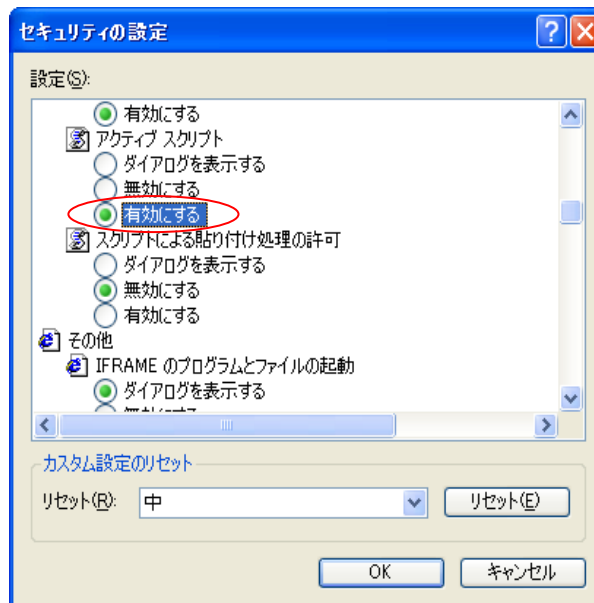 セキュリティの設定
設定(S):
有効にする
アクティブ スクリプト
ダイアログを表示する
無効にする
有効にする
スクリプトによる貼り付け処理の許可
ダイアログを表示する
無効にする
有効にする
その他
IFRAME のプログラムとファイルの起動
ダイアログを表示する
カスタム設定のリセット
リセット(R): 中 リセット(E)
OK キャンセル